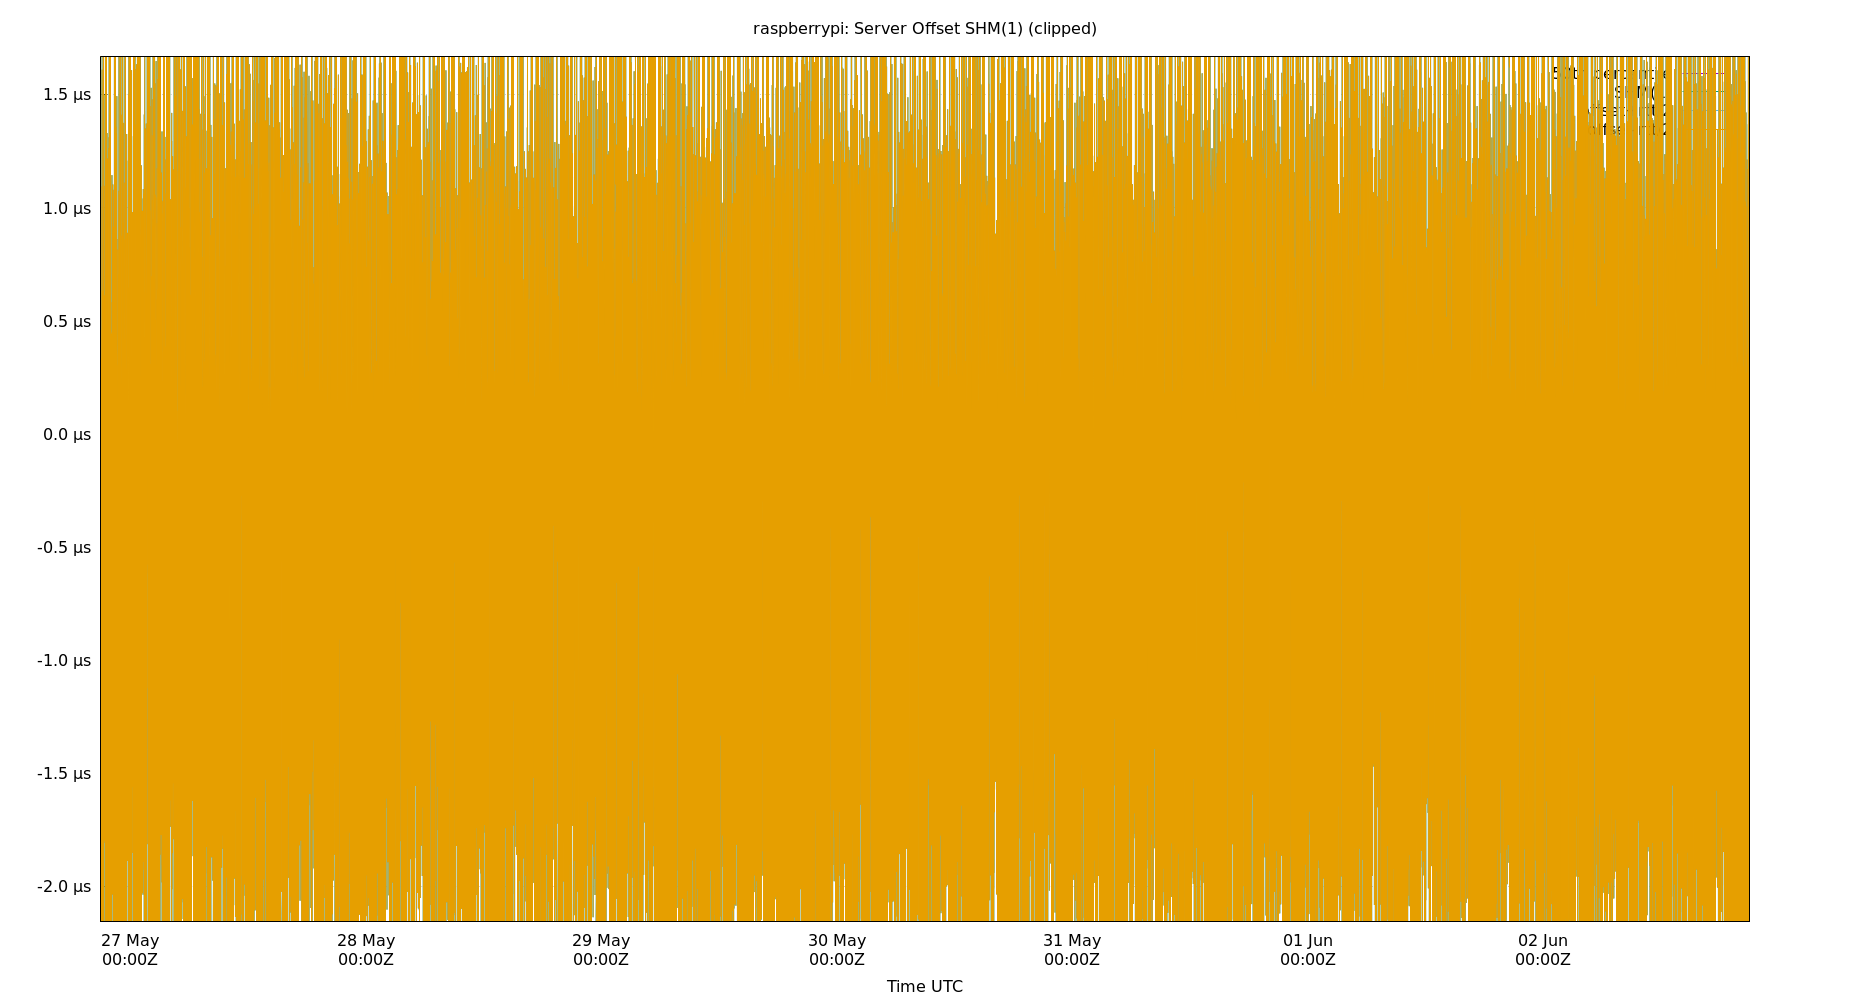 raspberrypi: Server Offset SHM(1) (clipped)
1.5 µs
1.0 µs
0.5 µs
0.0 µs
-0.5 µs
-1.0 µs
-1.5 µs
-2.0 µs
27 May 28 May 29 May 30 May 31 May 01 Jun 02 Jun
00:00Z 00:00Z 00:00Z 00:00Z 00:00Z 00:00Z 00:00Z
Time UTC